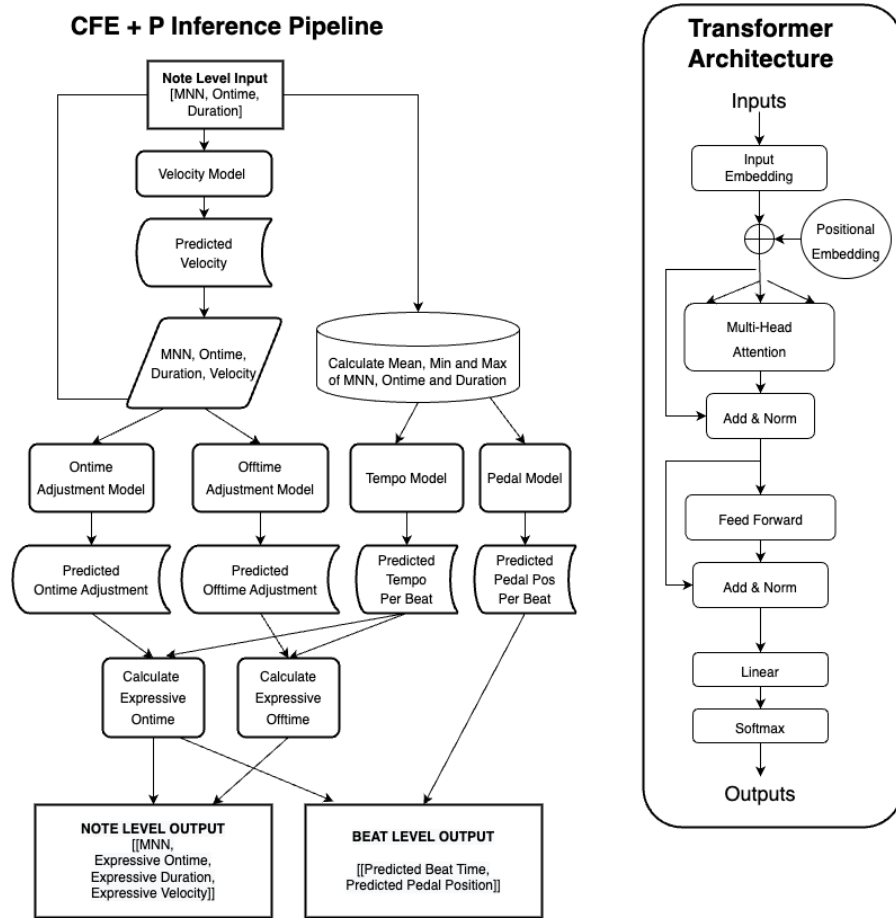 CFE + P Inference Pipeline
Note Level Input
[MNN, Ontime,
Duration]
Velocity Model
Predicted
Velocity
MNN, Ontime,
Duration, Velocity
Calculate Mean, Min and Max
of MNN, Ontime and Duration
Ontime
Adjustment Model
Offtime
Adjustment Model
Tempo Model
Pedal Model
Predicted
Ontime Adjustment
Predicted
Offtime Adjustment
Predicted
Tempo
Per Beat
Predicted
Pedal Pos
Per Beat
Calculate
Expressive
Ontime
Calculate
Expressive
Offtime
NOTE LEVEL OUTPUT
[[MNN,
Expressive Ontime,
Expressive Duration,
Expressive Velocity]]
BEAT LEVEL OUTPUT
[[Predicted Beat Time,
Predicted Pedal Position]]
Transformer
Architecture
Inputs
Input
Embedding
Positional
Embedding
Multi-Head
Attention
Add & Norm
Feed Forward
Add & Norm
Linear
Softmax
Outputs